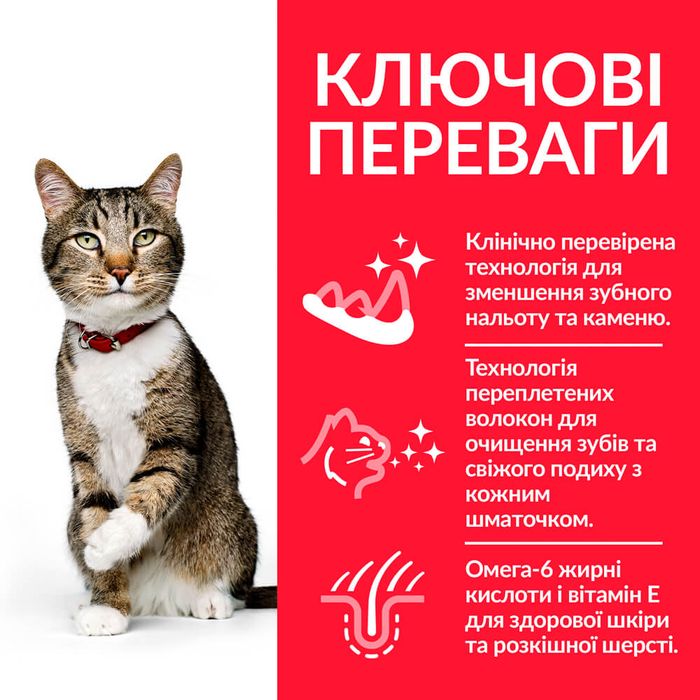 КЛЮЧОВІ
ПЕРЕВАГИ
Клінічно перевірена
технологія для
зменшення зубного
нальоту та каменю.
Технологія
переплетених
волокон для
очищення зубів та
свіжого подиху з
кожним
шматочком.
Омега-6 жирні
кислоти і вітамін Е
для здорової шкіри
та розкішної шерсті.